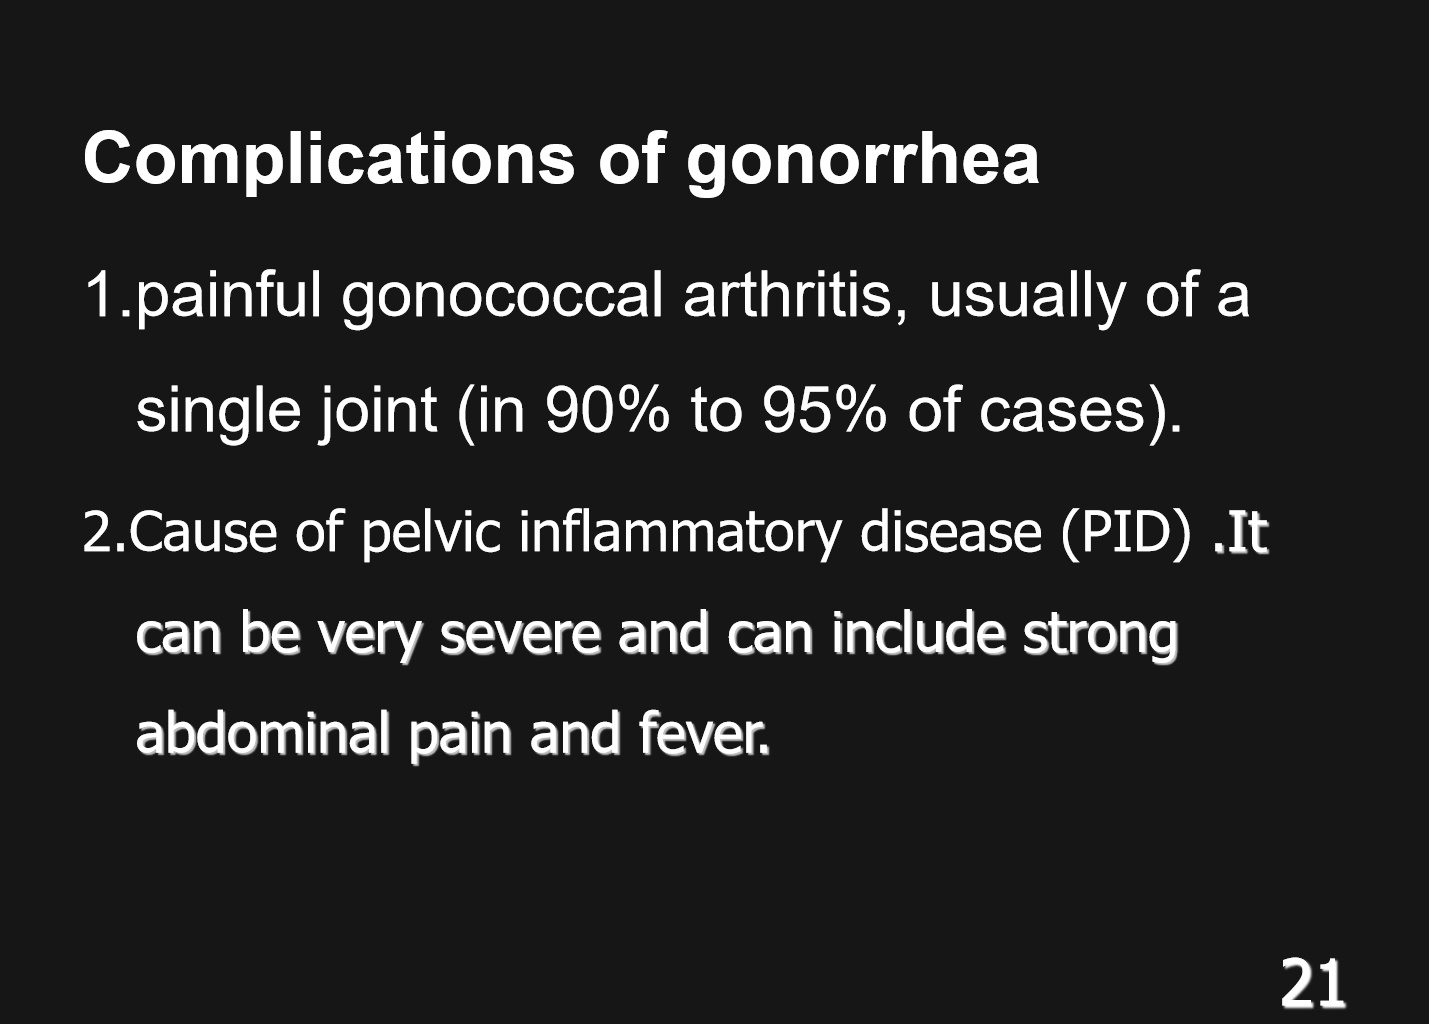 Complications of gonorrhea
1.painful gonococcal arthritis, usually of a
single joint (in 90% to 95% of cases).
2.Cause of pelvic inflammatory disease (PID) .It
can be very severe and can include strong
abdominal pain and fever.
21